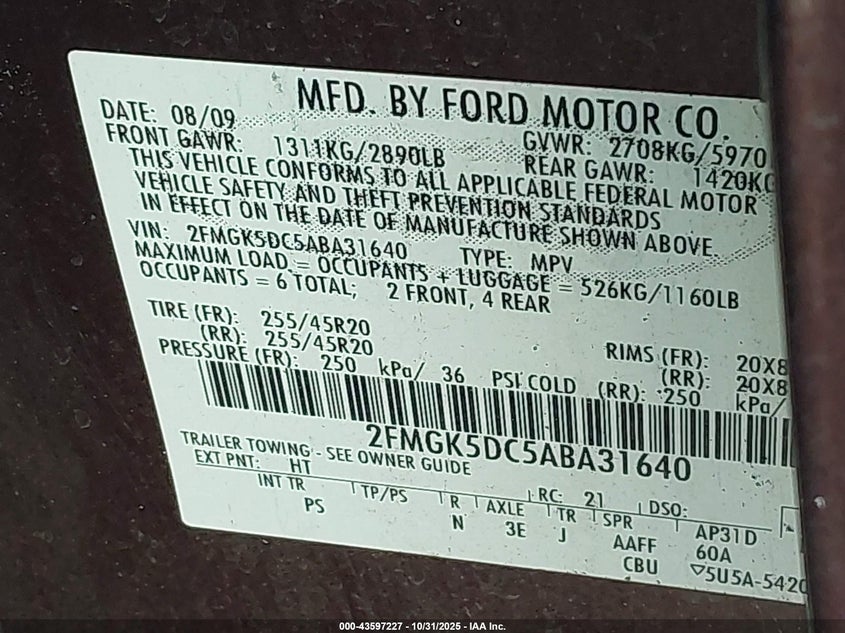 MFD. BY FORD MOTOR CO.
DATE: 08/09 GVWR: 2708KG/5970
FRONT GAWR: 1311KG/2890LB REAR GAWR: 1420KG
THIS VEHICLE CONFORMS TO ALL APPLICABLE FEDERAL MOTOR
VEHICLE SAFETY AND THEFT PREVENTION STANDARDS
IN EFFECT ON THE DATE OF MANUFACTURE SHOWN ABOVE.
VIN: 2FMGK5DC5ABA31640 TYPE: MPV
MAXIMUM LOAD = OCCUPANTS + LUGGAGE = 526KG/1160LB
OCCUPANTS = 6 TOTAL; 2 FRONT, 4 REAR
TIRE (FR): 255/45R20 RIMS (FR): 20X8
(RR): 255/45R20 (RR): 20X8
PRESSURE (FR): 250 kPa/ 36 PSI COLD (RR): 250 kPa/
2FMGK5DC5ABA31640
TRAILER TOWING - SEE OWNER GUIDE
EXT PNT: HT RC: 21 DSO:
INT TR TP/PS R AXLE TR SPR AP31D
PS N 3E J AAFF 60A
CBU ▽5U5A-5420
000-43597227 - 10/31/2025 - IAA Inc.